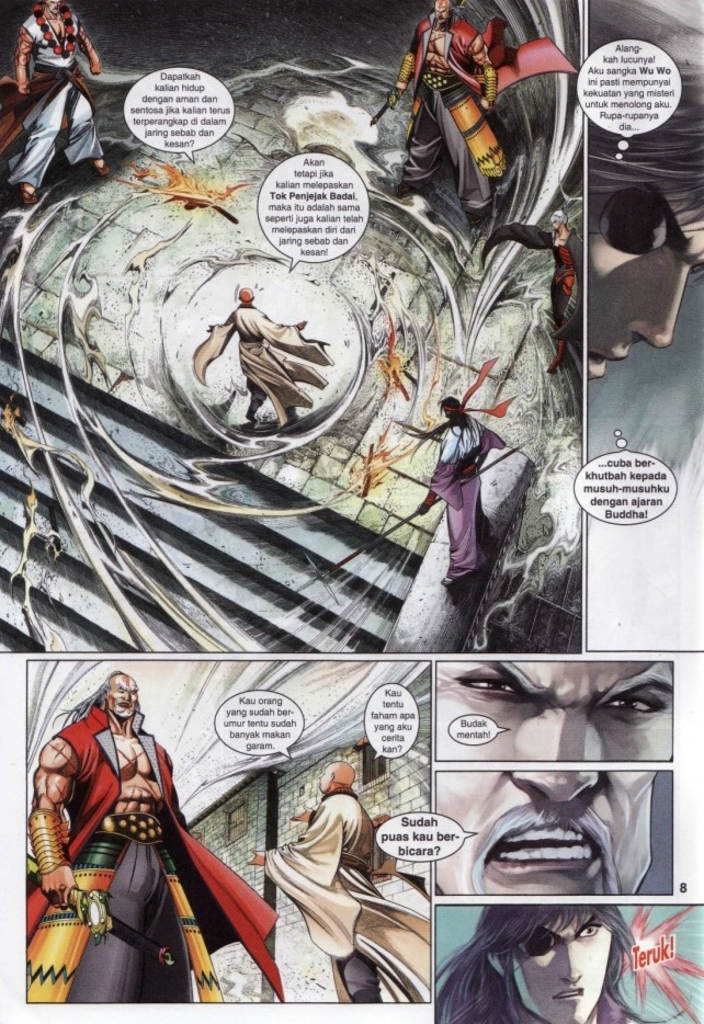 Dapatkah
kalian hidup
dengan aman dan
sentosa jika kalian terus
terperangkap di dalam
jaring sebab dan
kesan?
Akan
tetapi jika
kalian melepaskan
Tok Penjejak Badai,
maka itu adalah sama
seperti juga kalian telah
melepaskan diri dari
jaring sebab dan
kesan!
Alang-
kah lucunya!
Aku sangka Wu Wo
ini pasti mempunyai
kekuatan yang misteri
untuk menolong aku.
Rupa-rupanya
dia...
...cuba ber-
khutbah kepada
musuh-musuhku
dengan ajaran
Buddha!
Kau orang
yang sudah ber-
umur tentu sudah
banyak makan
garam.
Kau
tentu
faham apa
yang aku
cerita
kan?
Budak
mentah!
Sudah
puas kau ber-
bicara?
8
Teruk!